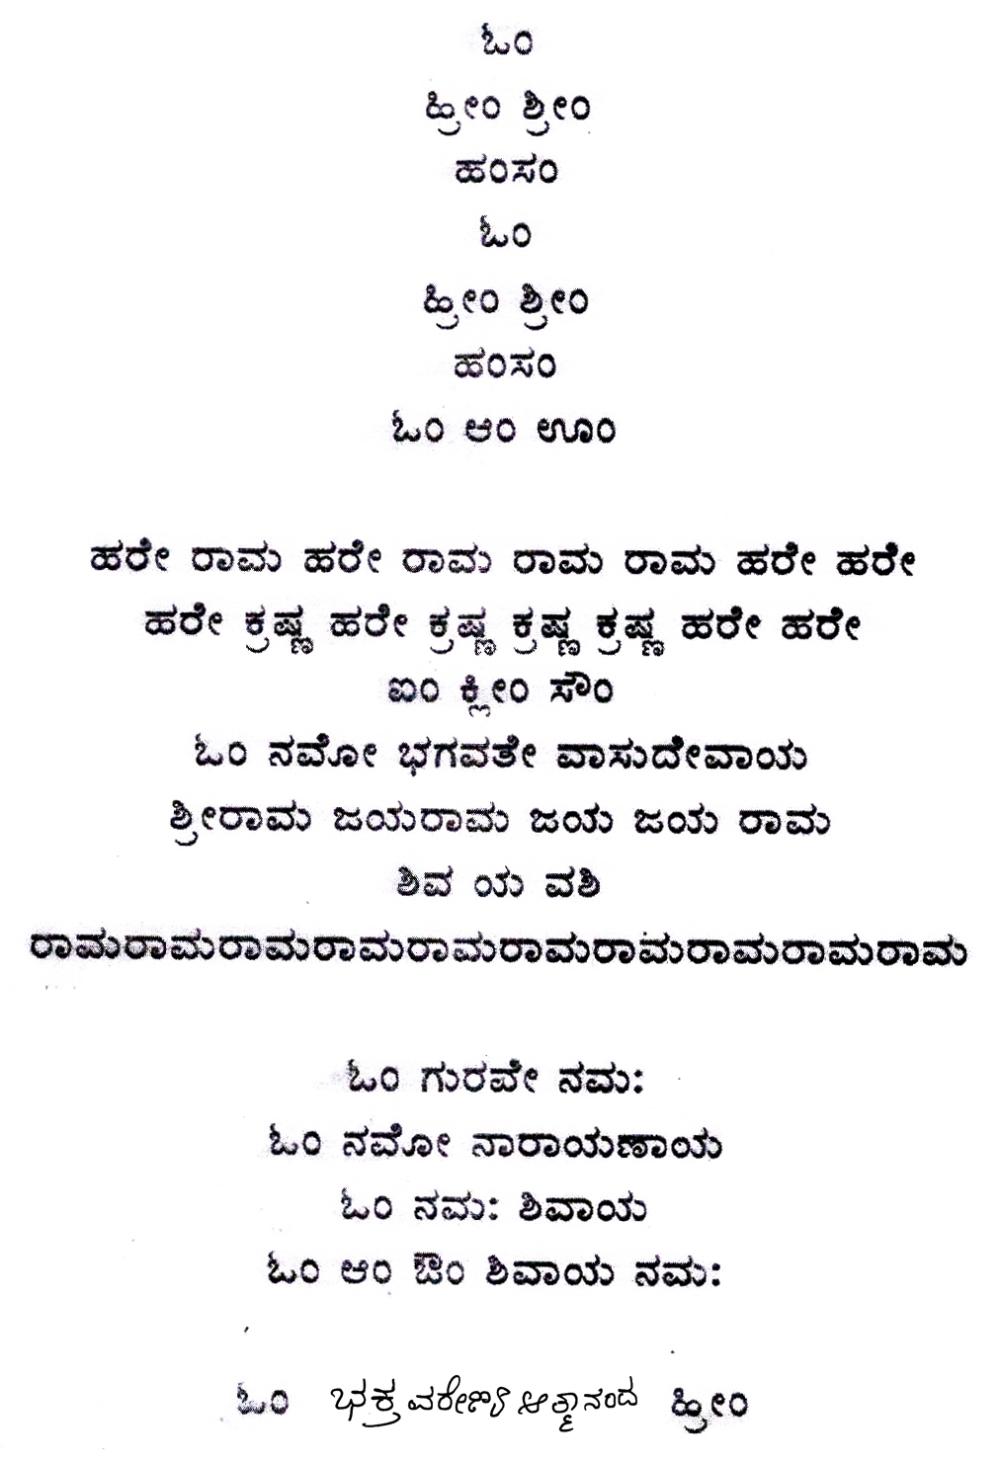 ಓಂ
ಹ್ರೀಂ ಶ್ರೀಂ
ಹಂಸಂ
ಓಂ
ಹ್ರೀಂ ಶ್ರೀಂ
ಹಂಸಂ
ಓಂ ಆಂ ಊಂ
ಹರೇ ರಾಮ ಹರೇ ರಾಮ ರಾಮ ರಾಮ ಹರೇ ಹರೇ
ಹರೇ ಕ್ರಷ್ಣ ಹರೇ ಕ್ರಷ್ಣ ಕ್ರಷ್ಣ ಕ್ರಷ್ಣ ಹರೇ ಹರೇ
ಐಂ ಕ್ಲೀಂ ಸೌಂ
ಓಂ ನಮೋ ಭಗವತೇ ವಾಸುದೇವಾಯ
ಶ್ರೀರಾಮ ಜಯರಾಮ ಜಯ ಜಯ ರಾಮ
ಶಿವ ಯ ವಶಿ
ರಾಮರಾಮರಾಮರಾಮರಾಮರಾಮರಾಮರಾಮರಾಮರಾಮ
ಓಂ ಗುರವೇ ನಮಃ
ಓಂ ನಮೋ ನಾರಾಯಣಾಯ
ಓಂ ನಮಃ ಶಿವಾಯ
ಓಂ ಆಂ ಔಂ ಶಿವಾಯ ನಮಃ
ಓಂ ಭಕ್ರ ವರೇಣ್ಯ ಆತ್ಮಾನಂದ ಹ್ರೀಂ